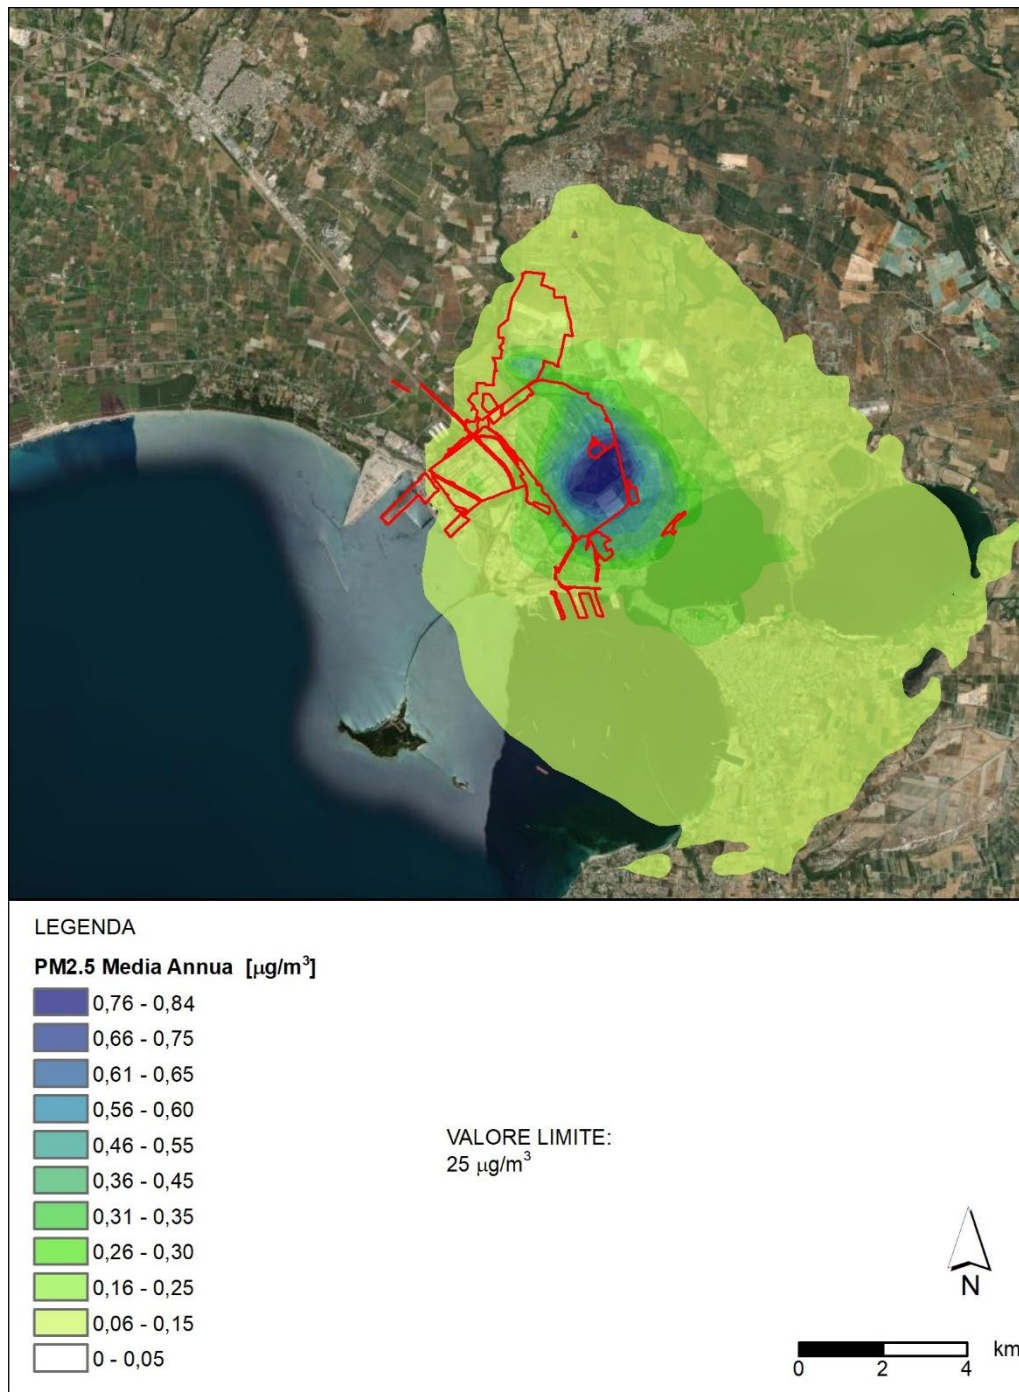 LEGENDA
PM2.5 Media Annua [µg/m³]
0,76 - 0,84
0,66 - 0,75
0,61 - 0,65
0,56 - 0,60
0,46 - 0,55
0,36 - 0,45
0,31 - 0,35
0,26 - 0,30
0,16 - 0,25
0,06 - 0,15
0 - 0,05
VALORE LIMITE:
25 µg/m³
N
km
0 2 4